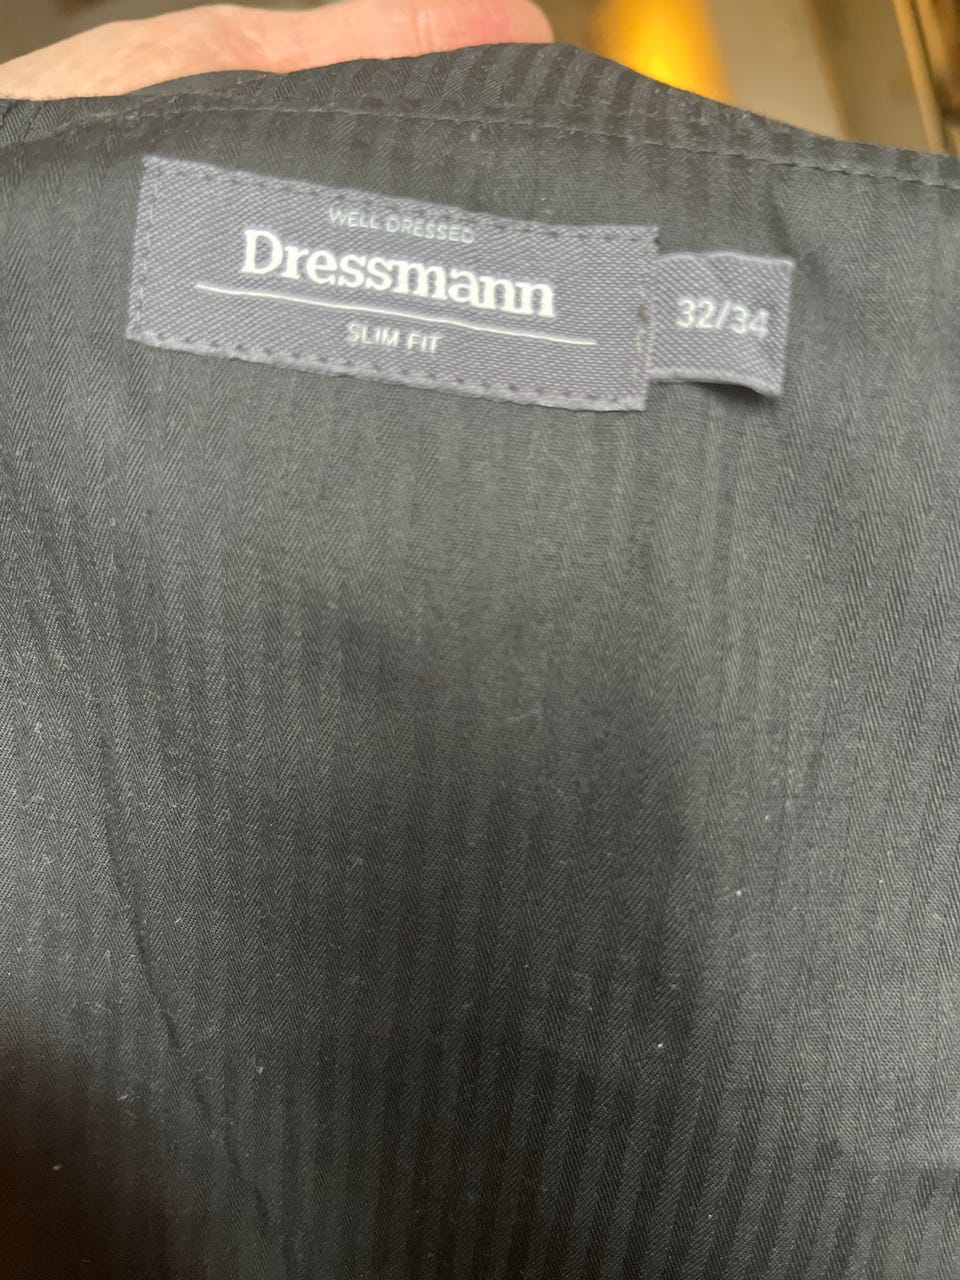 WELL DRESSED
Dressmann
SLIM FIT
32/34